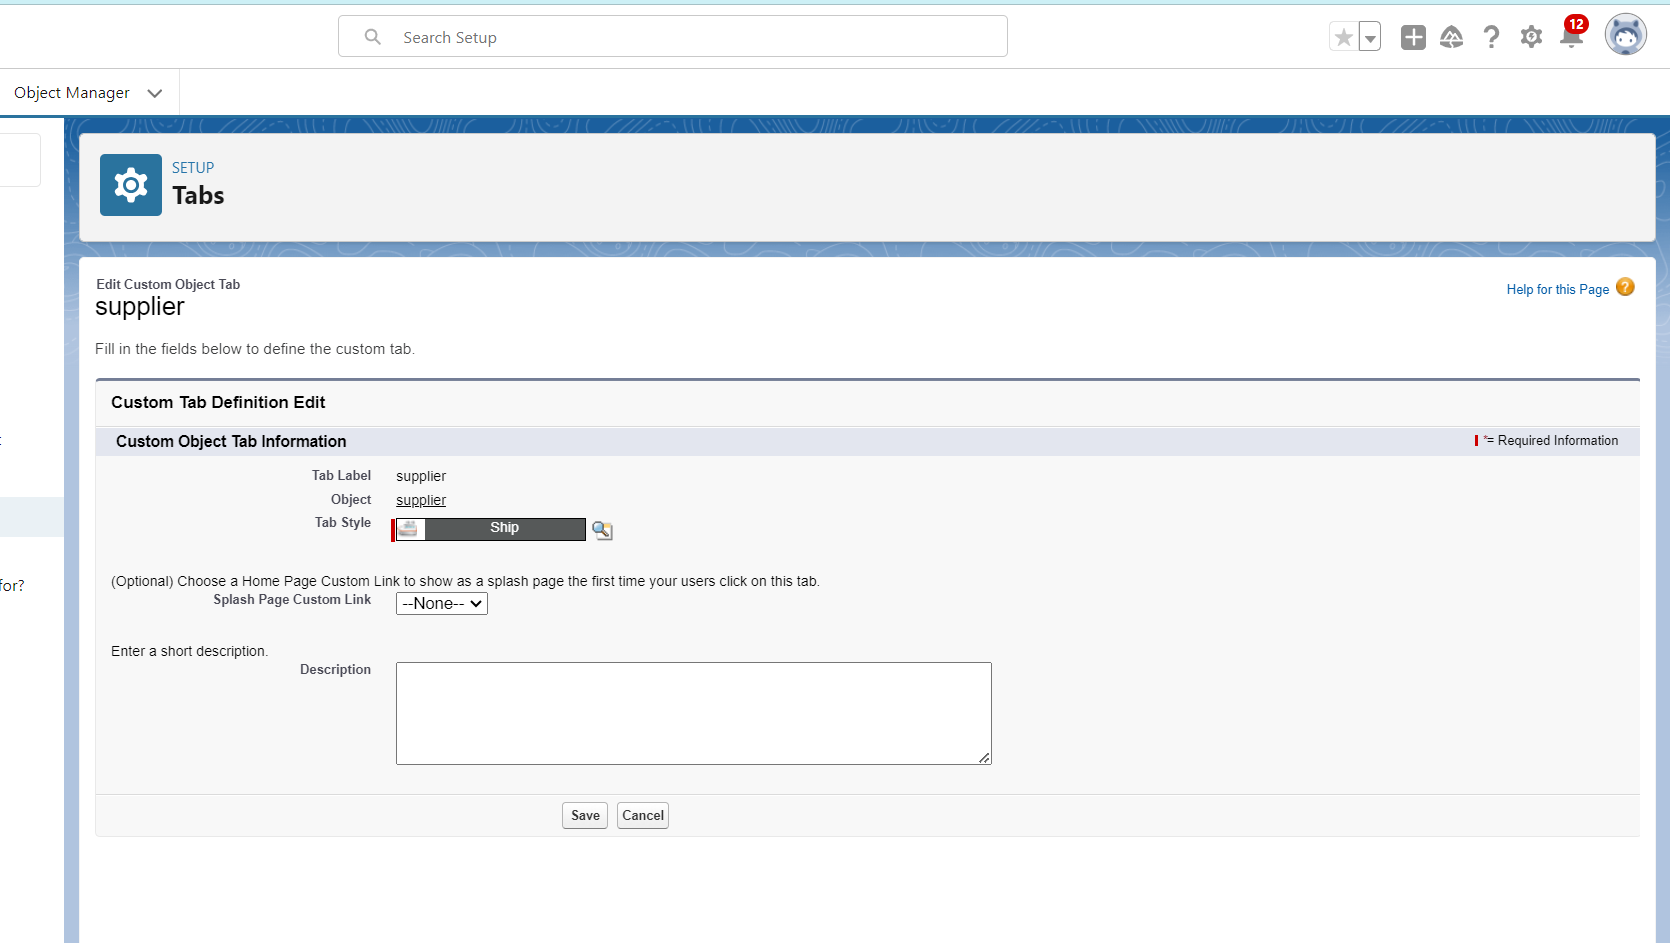 Search Setup
12
Object Manager
SETUP
Tabs
Edit Custom Object Tab
supplier
Help for this Page
?
Fill in the fields below to define the custom tab.
Custom Tab Definition Edit
Custom Object Tab Information
*= Required Information
Tab Label supplier
Object supplier
Tab Style Ship
for?
(Optional) Choose a Home Page Custom Link to show as a splash page the first time your users click on this tab.
Splash Page Custom Link --None--
Enter a short description.
Description
Save Cancel